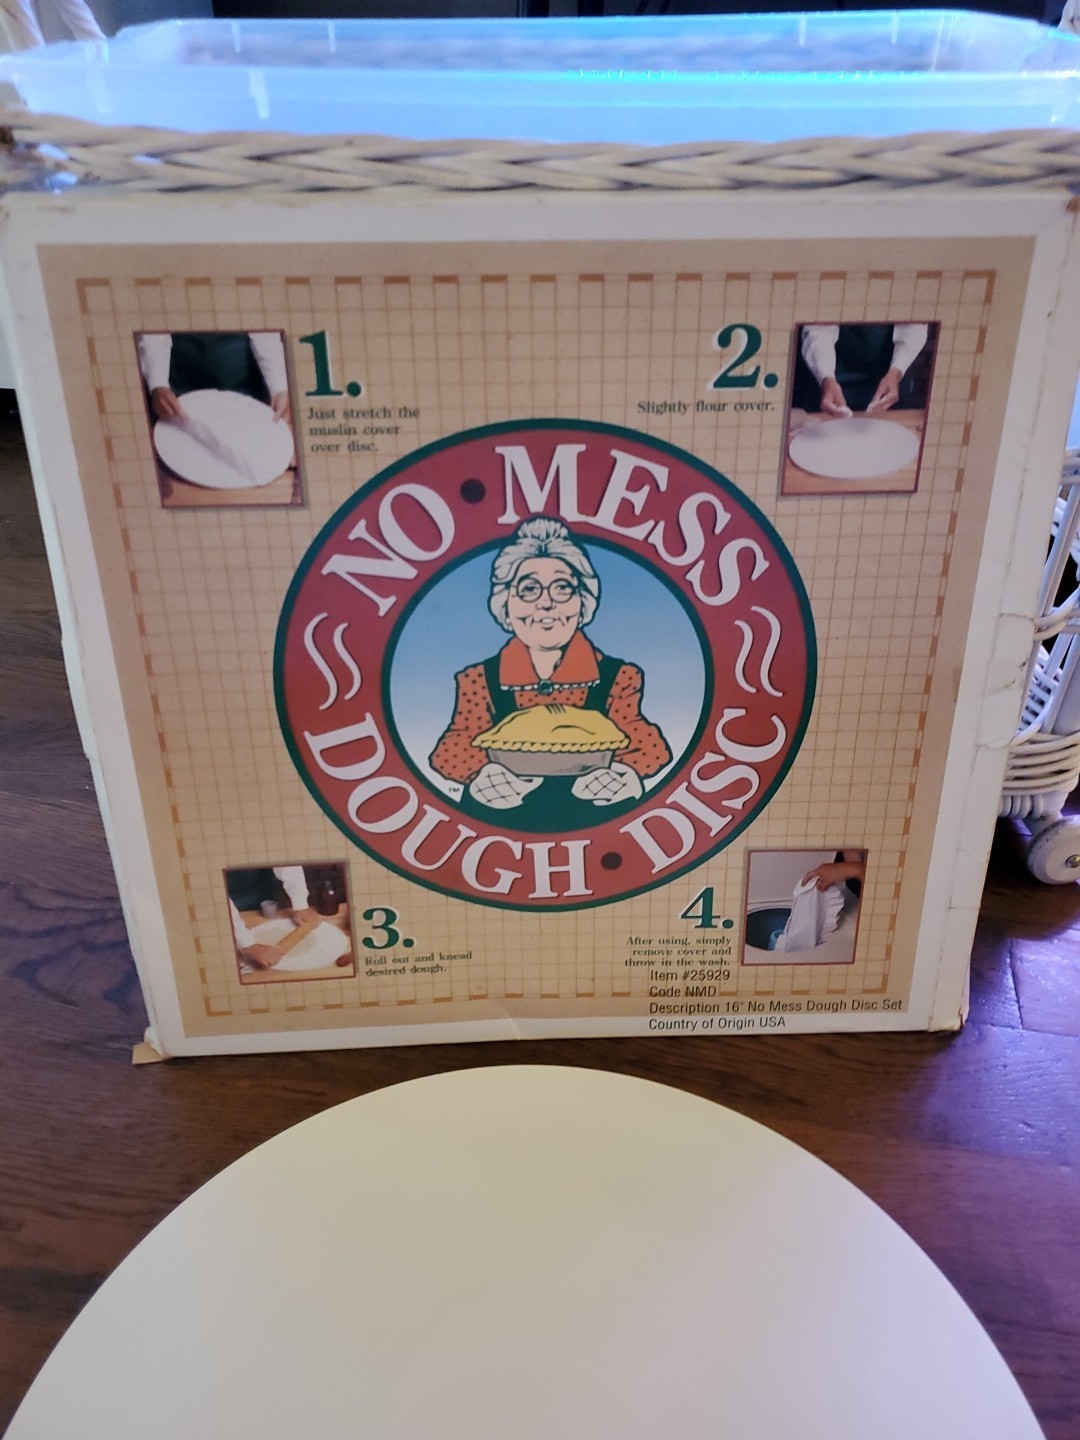 1.
Just stretch the
muslin cover
over disc.
2.
Slightly flour cover.
NO • MESS
DOUGH • DISC
TM
3.
Roll out and knead
desired dough.
4.
After using, simply
remove cover and
throw in the wash.
Item #25929
Code NMD
Description 16" No Mess Dough Disc Set
Country of Origin USA